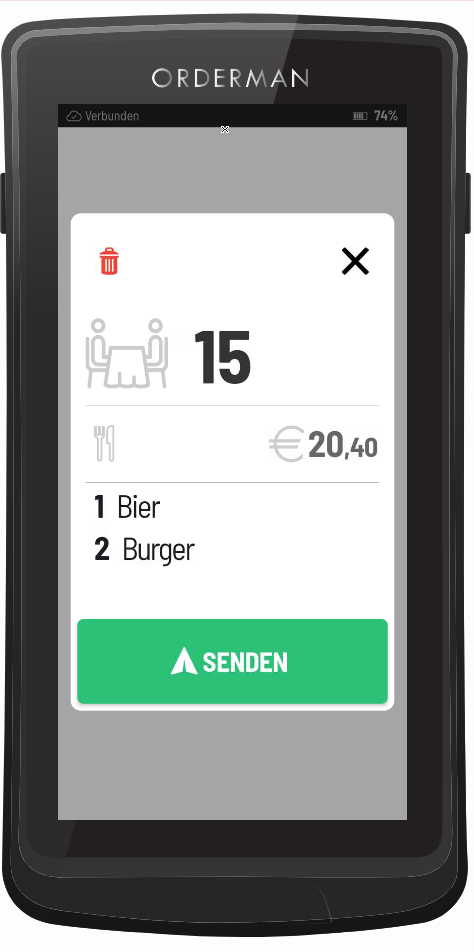 ORDERMAN
Verbunden 74%
15
€ 20,40
1 Bier
2 Burger
SENDEN